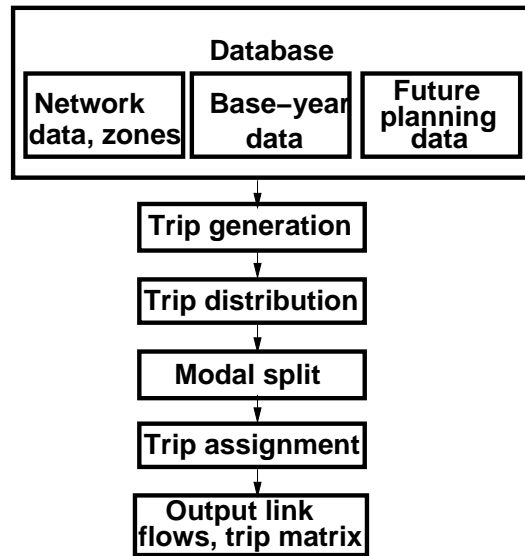 Database
Network
data, zones
Base–year
data
Future
planning
data
Trip generation
Trip distribution
Modal split
Trip assignment
Output link
flows, trip matrix